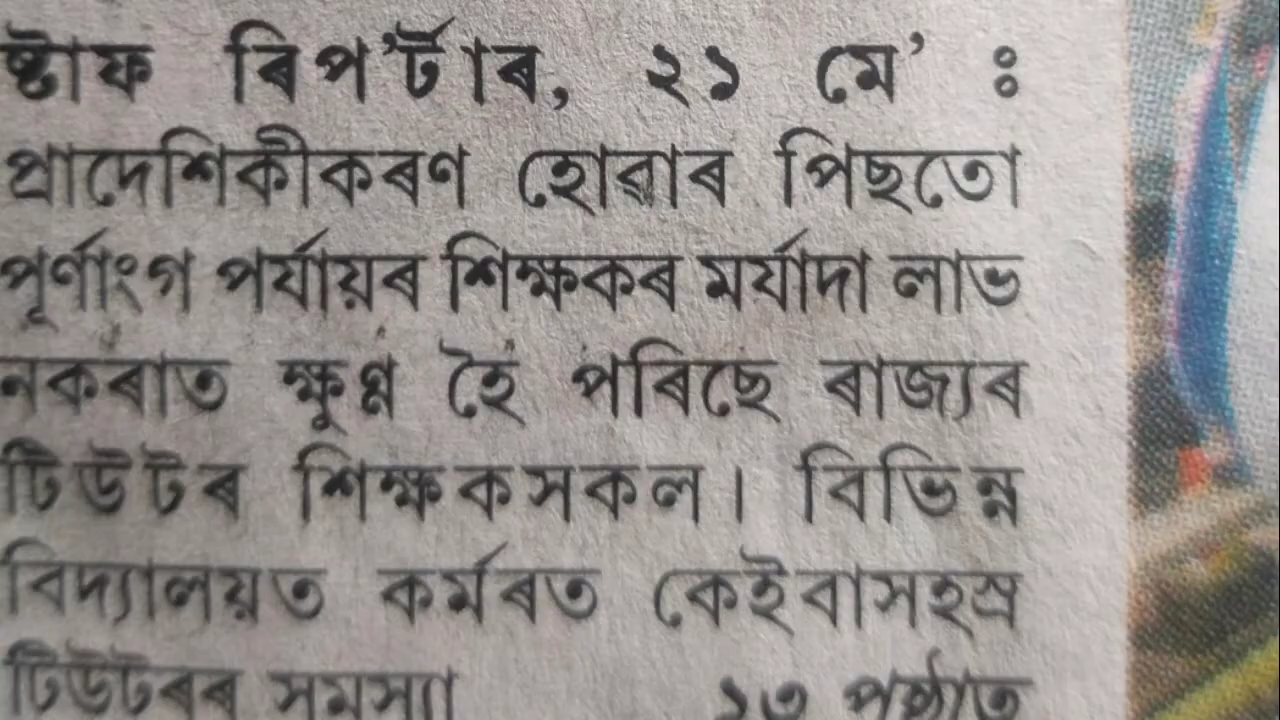 ষ্টাফ ৰিপ'ৰ্টাৰ, ২১ মে' ঃ
প্ৰাদেশিকীকৰণ হোৱাৰ পিছতো
পূৰ্ণাংগ পৰ্যায়ৰ শিক্ষকৰ মৰ্যাদা লাভ
নকৰাত ক্ষুণ্ণ হৈ পৰিছে ৰাজ্যৰ
টিউটৰ শিক্ষকসকল। বিভিন্ন
বিদ্যালয়ত কৰ্মৰত কেইবাসহস্ৰ
টিউটৰৰ সমস্যা ১৩ পৃষ্ঠাত